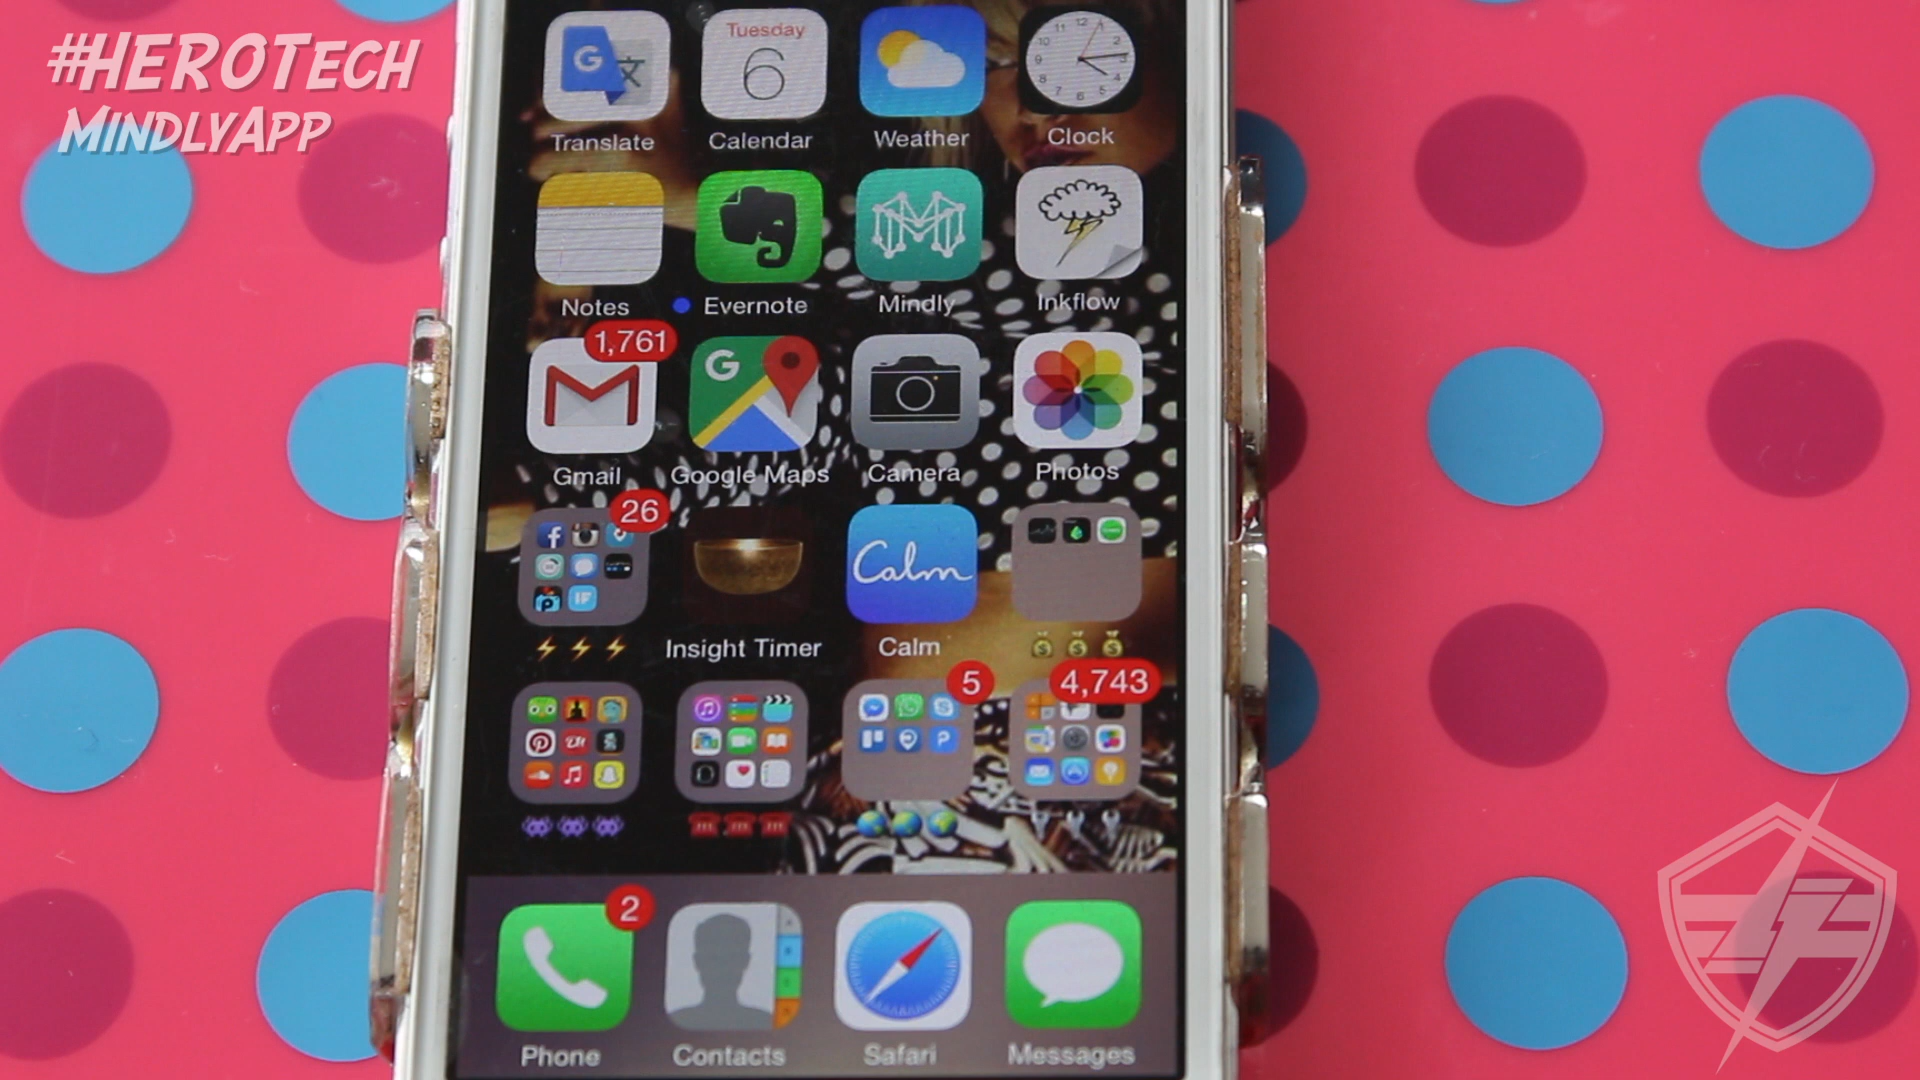 #HEROTECH
MINDLYAPP
Tuesday
6
Translate
Calendar
Weather
Clock
Notes
Evernote
Mindly
Inkflow
1,761
Gmail
Google Maps
Camera
Photos
26
Calm
Insight Timer
Calm
5
4,743
2
Phone
Contacts
Safari
Messages